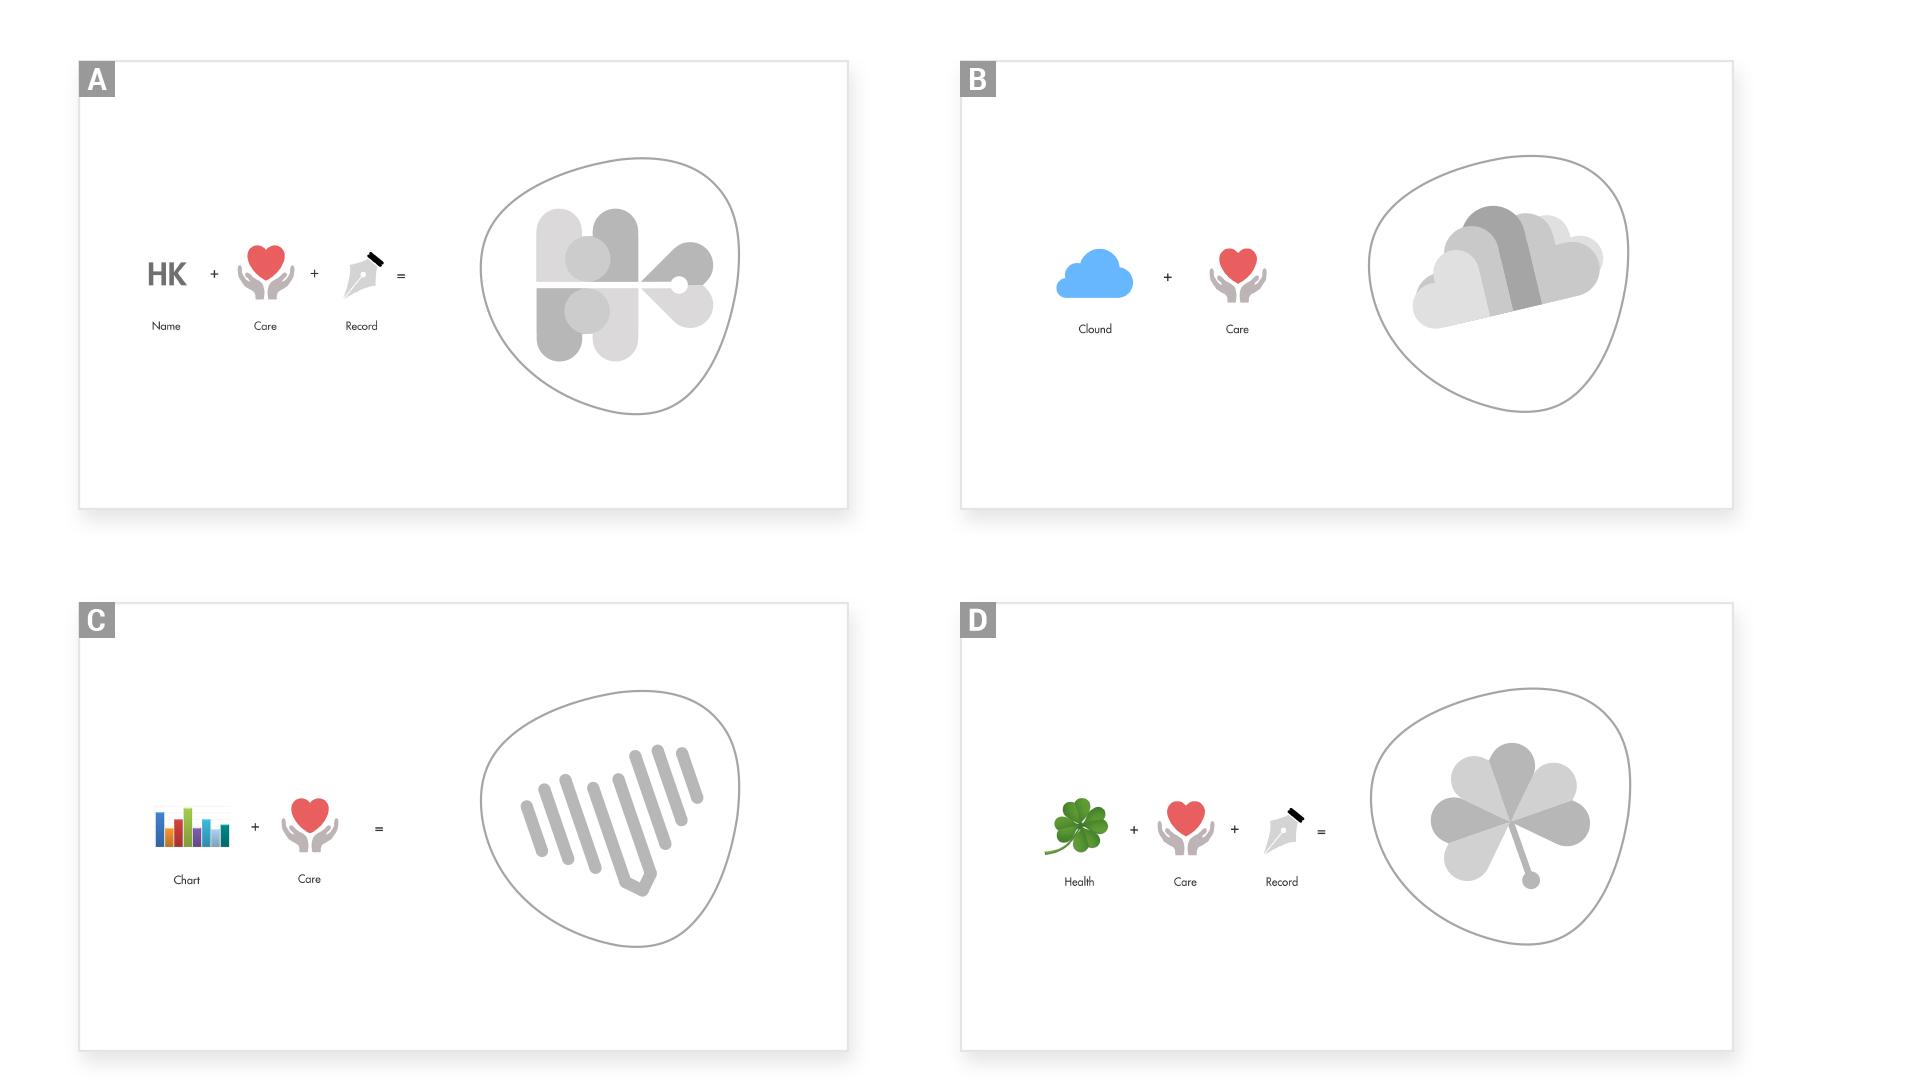 A
HK + + =
Name Care Record
B
+
Clound Care
C
+ =
Chart Care
D
+ + =
Health Care Record